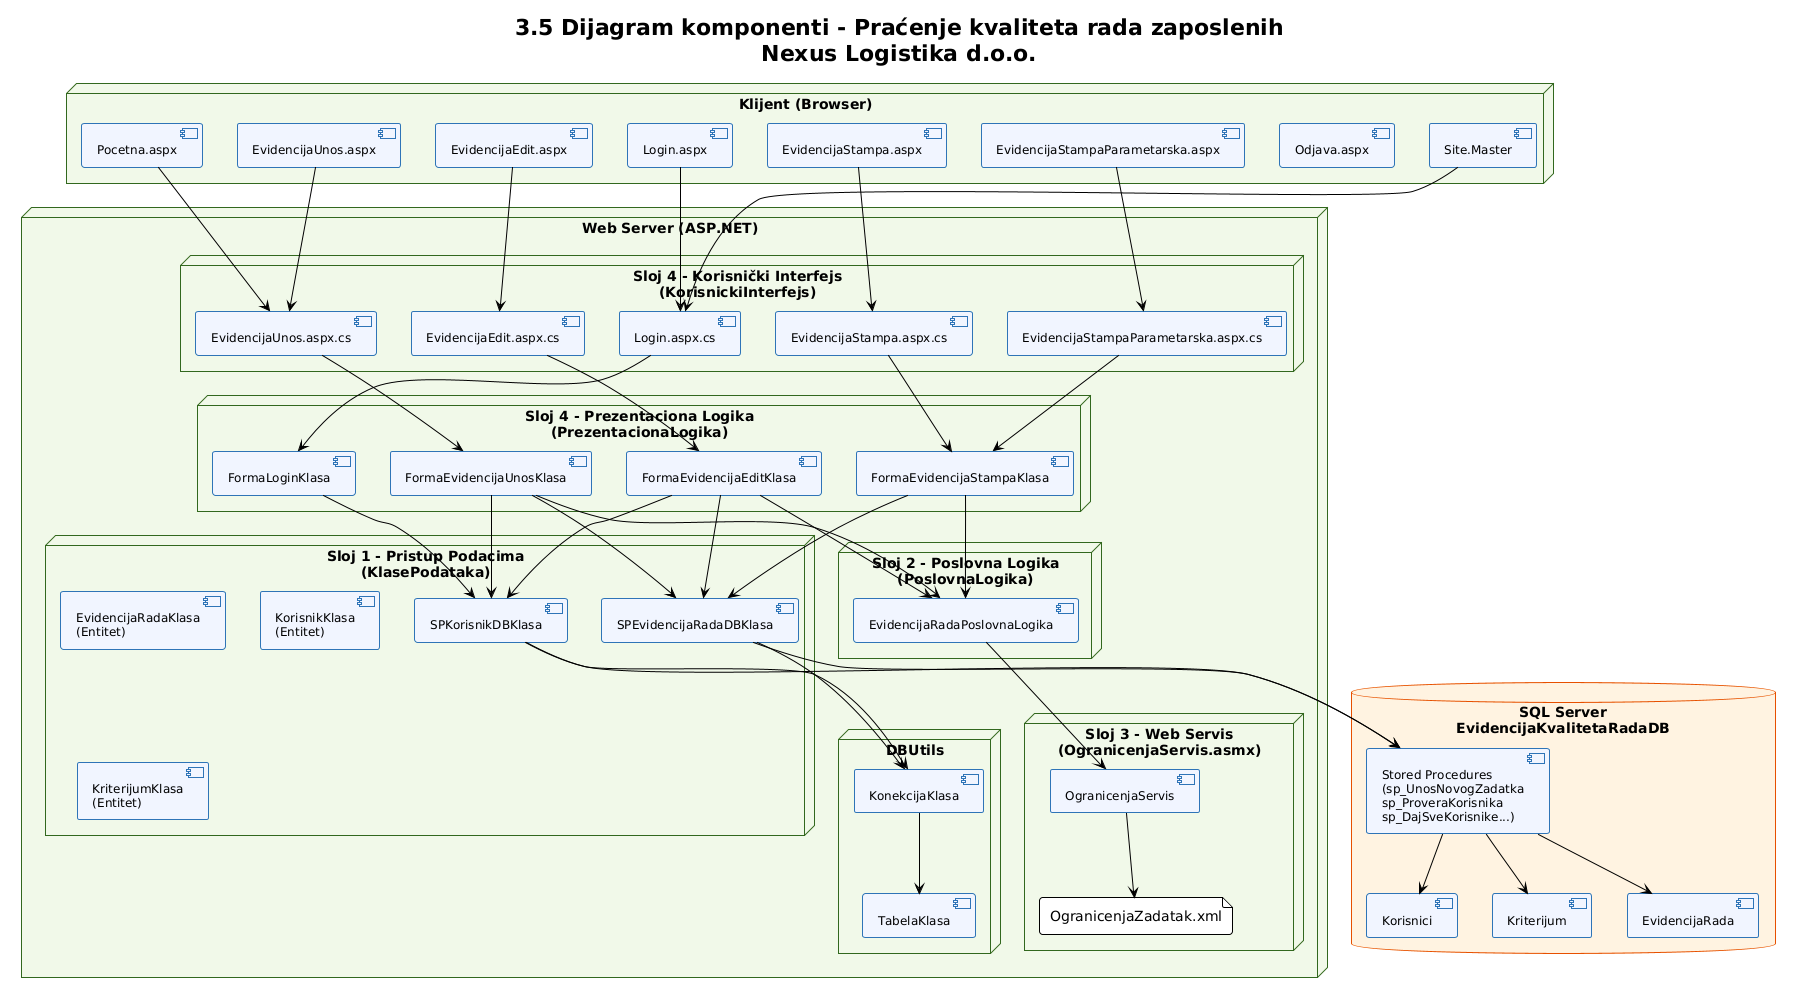 3.5 Dijagram komponenti - Praćenje kvaliteta rada zaposlenih
Nexus Logistika d.o.o.
Klijent (Browser)
Pocetna.aspx
EvidencijaUnos.aspx
EvidencijaEdit.aspx
Login.aspx
EvidencijaStampa.aspx
EvidencijaStampaParametarska.aspx
Odjava.aspx
Site.Master
Web Server (ASP.NET)
Sloj 4 - Korisnički Interfejs
(KorisnickiInterfejs)
EvidencijaUnos.aspx.cs
EvidencijaEdit.aspx.cs
Login.aspx.cs
EvidencijaStampa.aspx.cs
EvidencijaStampaParametarska.aspx.cs
Sloj 4 - Prezentaciona Logika
(PrezentacionaLogika)
FormaLoginKlasa
FormaEvidencijaUnosKlasa
FormaEvidencijaEditKlasa
FormaEvidencijaStampaKlasa
Sloj 1 - Pristup Podacima
(KlasePodataka)
EvidencijaRadaKlasa
(Entitet)
KorisnikKlasa
(Entitet)
SPKorisnikDBKlasa
SPEvidencijaRadaDBKlasa
KriterijumKlasa
(Entitet)
Sloj 2 - Poslovna Logika
(PoslovnaLogika)
EvidencijaRadaPoslovnaLogika
DBUtils
KonekcijaKlasa
TabelaKlasa
Sloj 3 - Web Servis
(OgranicenjaServis.asmx)
OgranicenjaServis
OgranicenjaZadatak.xml
SQL Server
EvidencijaKvalitetaRadaDB
Stored Procedures
(sp_UnosNovogZadatka
sp_ProveraKorisnika
sp_DajSveKorisnike...)
Korisnici
Kriterijum
EvidencijaRada